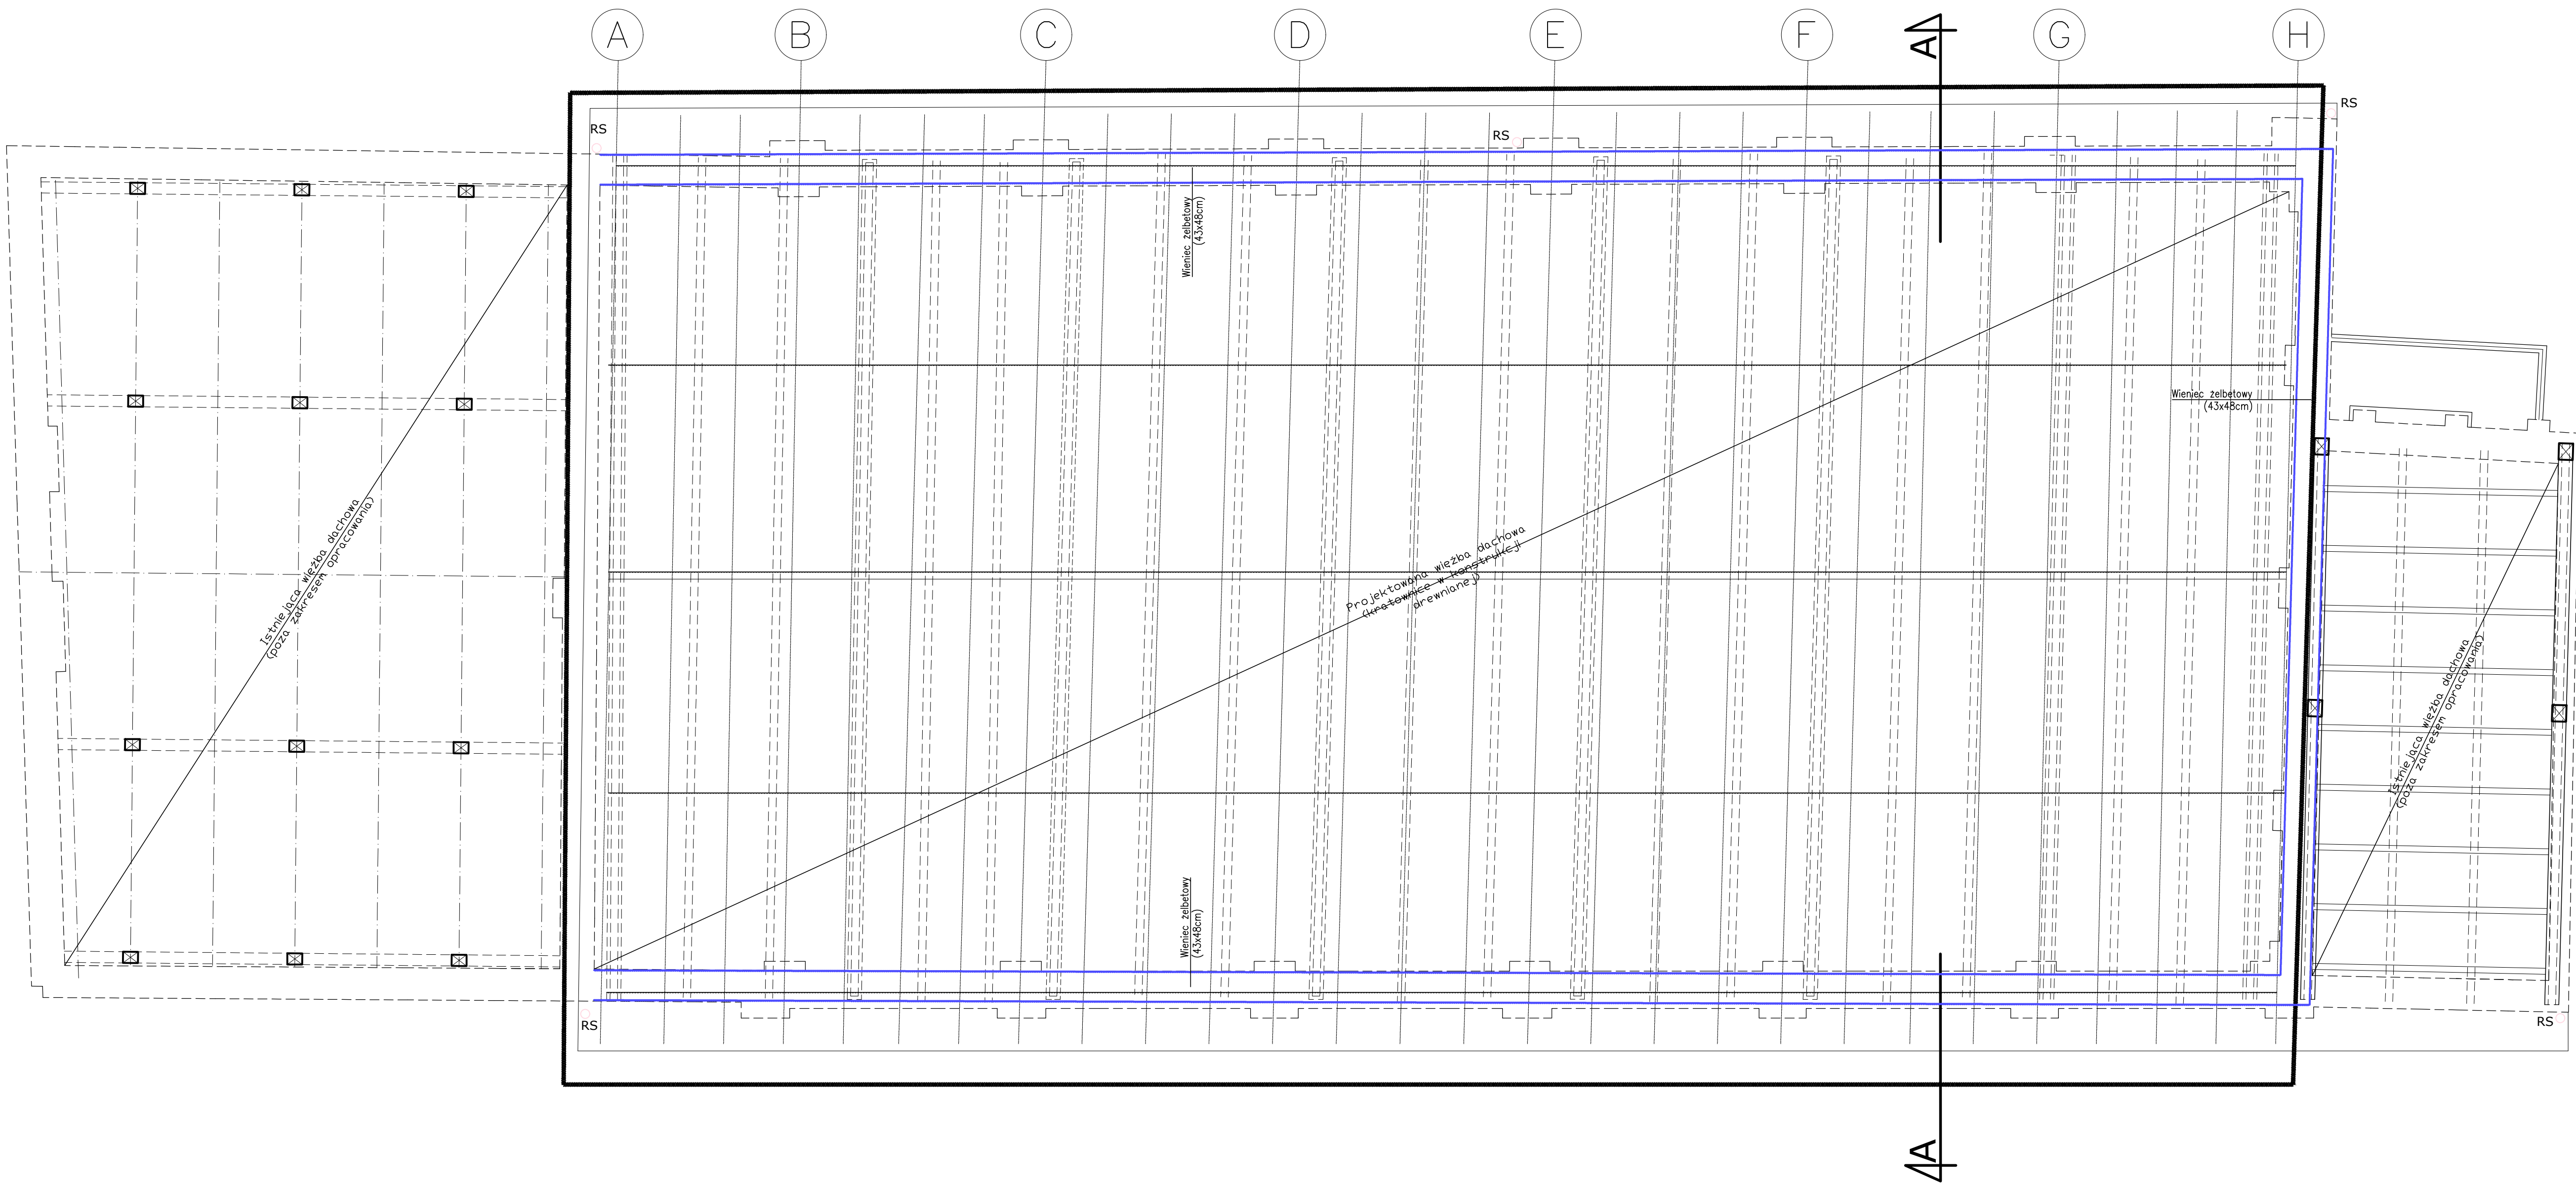 A B C D E F G H
A
RS
RS
RS
Wieniec żelbetowy
(43x48cm)
Wieniec żelbetowy
(43x48cm)
Istniejąca więźba dachowa
(poza zakresem opracowania)
Projektowana więźba dachowa
(kratownice w konstrukcji
drewnianej)
Istniejąca więźba dachowa
(poza zakresem opracowania)
Wieniec żelbetowy
(43x48cm)
RS
RS
A